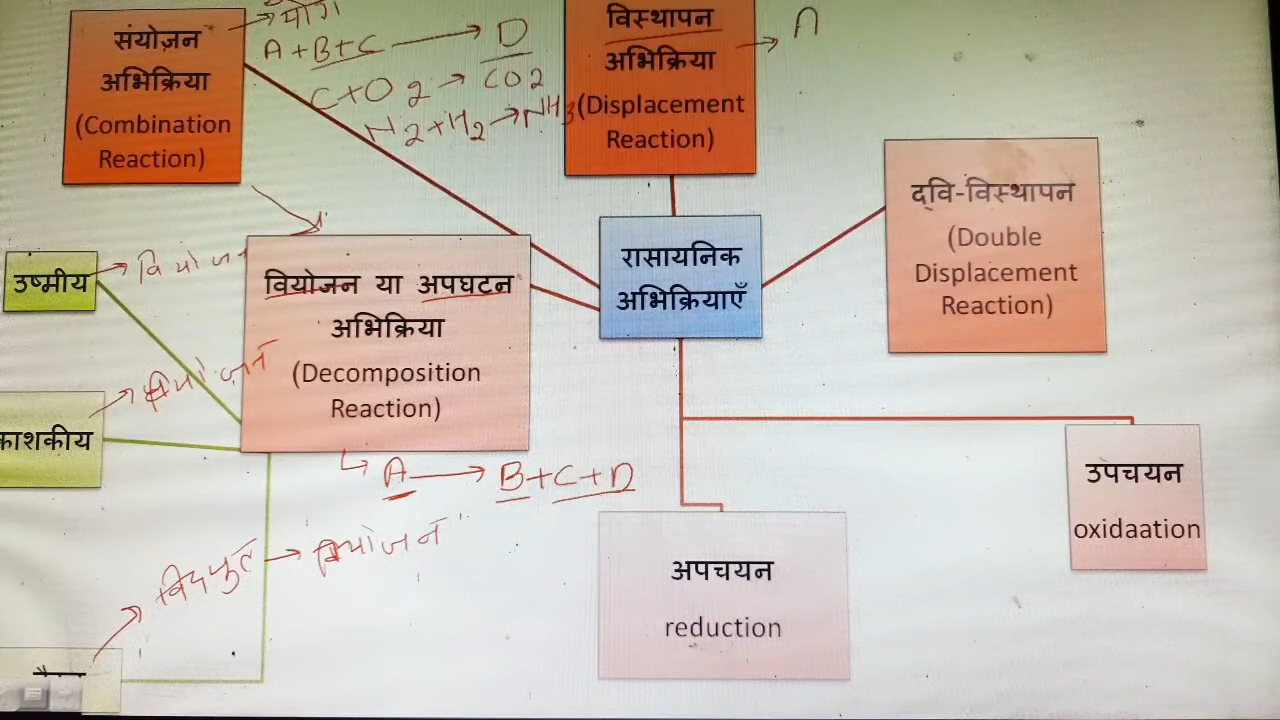 संयोज़न
अभिक्रिया
(Combination
Reaction)
योग
A + B + C → D
C + O2 → CO2
N2 + H2 → NH3
विस्थापन
अभिक्रिया
(Displacement
Reaction)
→ A
द्वि-विस्थापन
(Double
Displacement
Reaction)
रासायनिक
अभिक्रियाएँ
उष्मीय
→ वियोजन
वियोजन या अपघटन
अभिक्रिया
(Decomposition
Reaction)
काशकीय
→ वियोजन
A → B + C + D
विद्युत → वियोजन
उपचयन
oxidaation
अपचयन
reduction